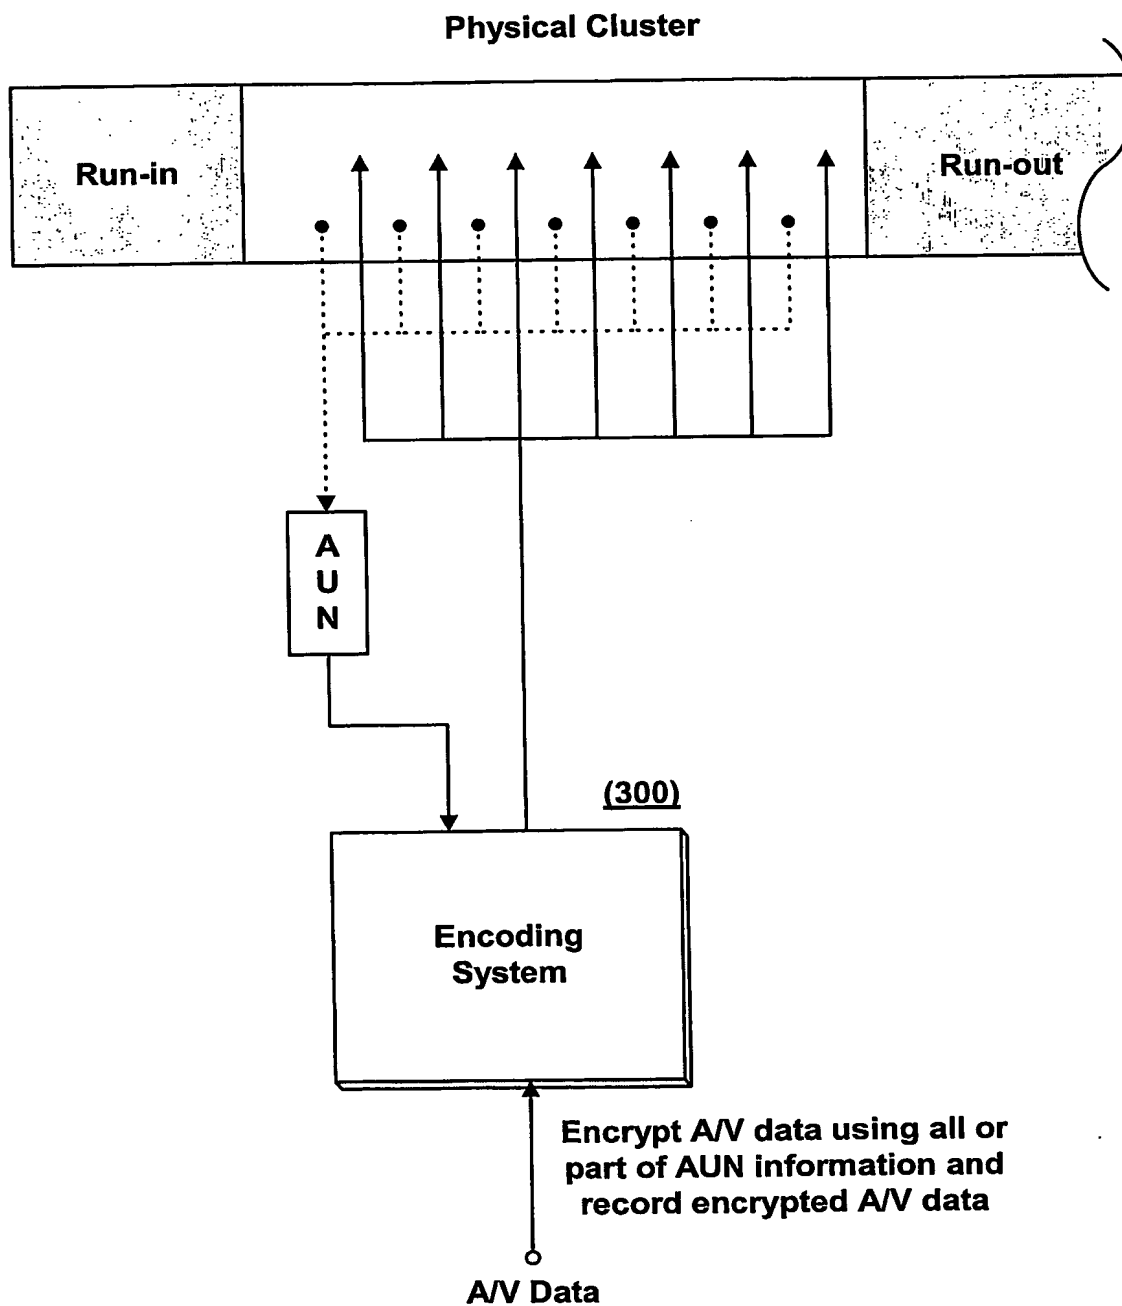 Physical Cluster
Run-in
Run-out
A
U
N
(300)
Encoding
System
Encrypt A/V data using all or
part of AUN information and
record encrypted A/V data
A/V Data